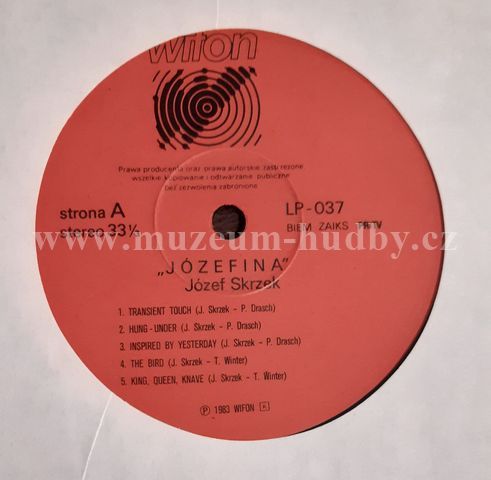 wifon
Prawa producenta oraz prawa autorskie zastrzeżone,
wszelkie kopiowanie i odtwarzanie publiczne
bez zezwolenia zabronione.
strona A
stereo 33⅓
LP-037
BIEM ZAIKS PRiTV
www.muzeum-hudby.cz
„JÓZEFINA"
Józef Skrzek
1. TRANSIENT TOUCH (J. Skrzek – P. Drasch)
2. HUNG-UNDER (J. Skrzek – P. Drasch)
3. INSPIRED BY YESTERDAY (J. Skrzek – P. Drasch)
4. THE BIRD (J. Skrzek – T. Winter)
5. KING, QUEEN, KNAVE (J. Skrzek – T. Winter)
℗ 1983 WIFON